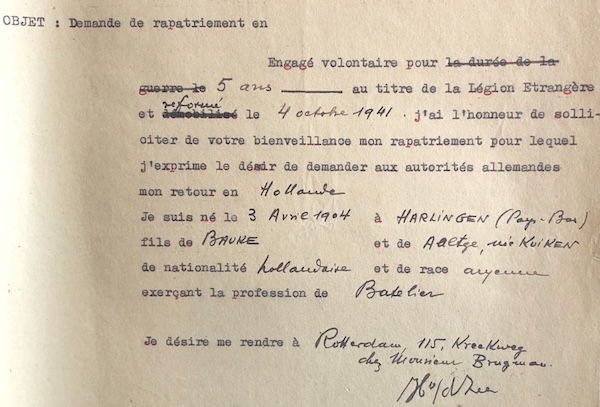 OBJET : Demande de rapatriement en
Engagé volontaire pour la durée de la
guerre le 5 ans au titre de la Légion Etrangère
reformé
et démobilisé le 4 octobre 1941. j'ai l'honneur de solli-
citer de votre bienveillance mon rapatriement pour lequel
j'exprime le désir de demander aux autorités allemandes
mon retour en Hollande
Je suis né le 3 Avril 1904 à HARLINGEN (Pays-Bas)
fils de BAUKE et de Aaltge, née KUIKEN
de nationalité hollandaise et de race aryenne
exerçant la profession de Batelier
Je désire me rendre à Rotterdam, 115, Kreekweg
chez Monsieur Brugman.